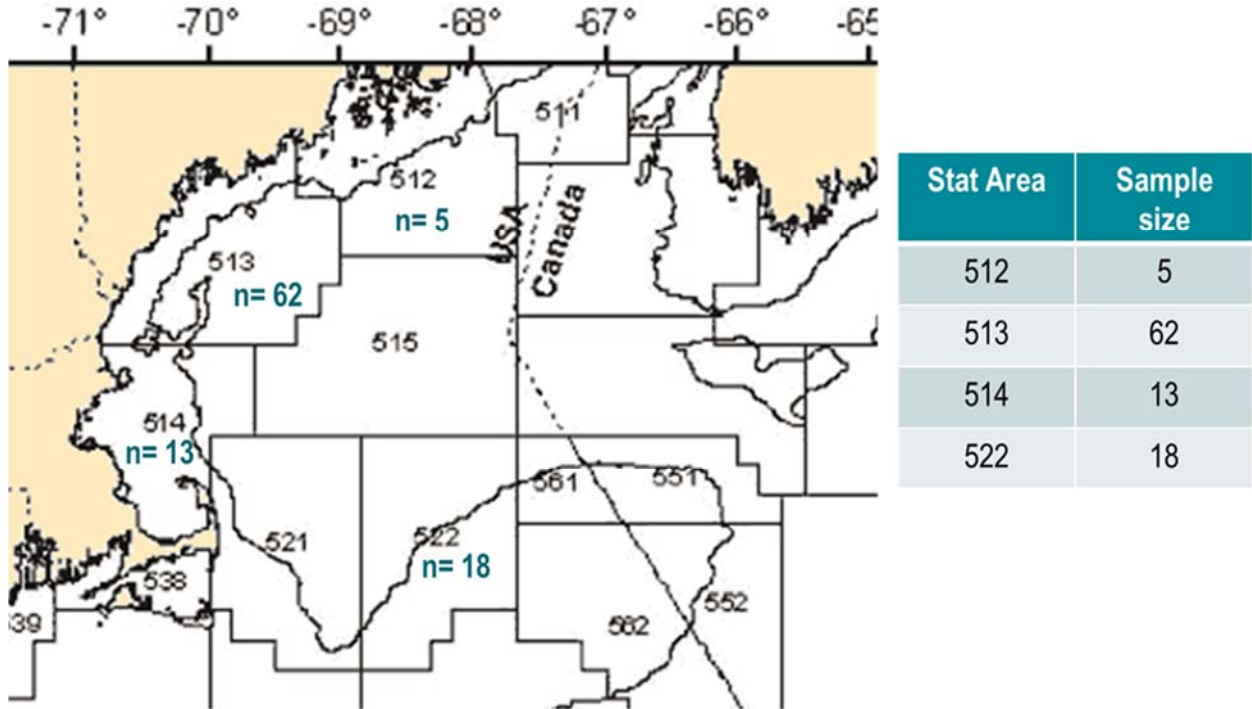 -71° -70° -69° -68° -67° -66° -65
511
512
n= 5
USA
Canada
513
n= 62
515
514
n= 13
561 551
521 522
n= 18
538
552
39 562
Stat Area Sample size
512 5
513 62
514 13
522 18